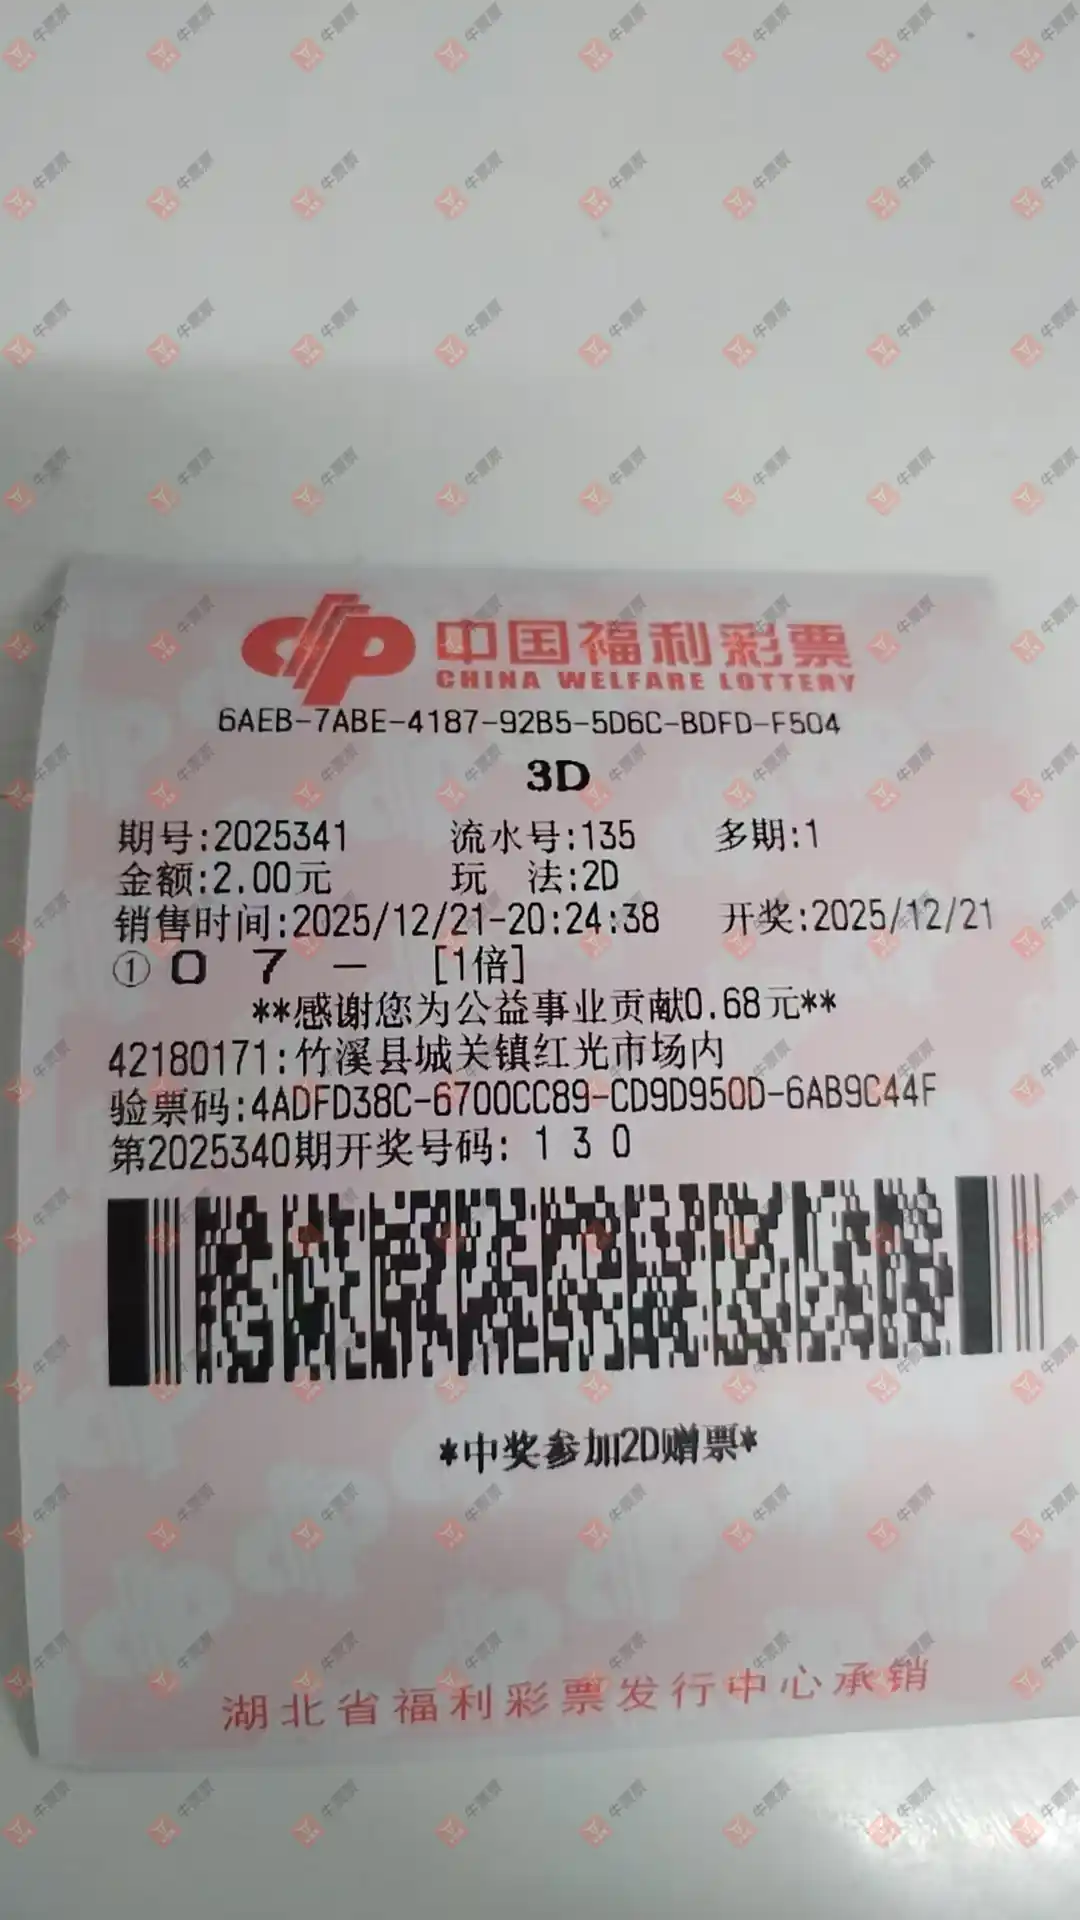 中国福利彩票
CHINA WELFARE LOTTERY
6AEB-7ABE-4187-92B5-5D6C-BDFD-F504
3D
期号:2025341 流水号:135 多期:1
金额:2.00元 玩 法:2D
销售时间:2025/12/21-20:24:38 开奖:2025/12/21
① 0 7 — [1倍]
**感谢您为公益事业贡献0.68元**
42180171:竹溪县城关镇红光市场内
验票码:4ADFD38C-6700CC89-CD9D950D-6AB9C44F
第2025340期开奖号码: 1 3 0
*中奖参加2D赠票*
湖北省福利彩票发行中心承销
牛票票